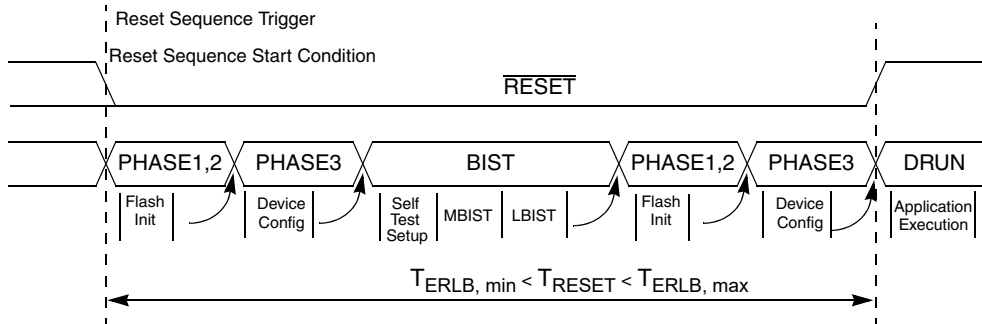 Reset Sequence Trigger
Reset Sequence Start Condition
RESET
PHASE1,2 PHASE3 BIST PHASE1,2 PHASE3 DRUN
Flash Init
Device Config
Self Test Setup
MBIST
LBIST
Flash Init
Device Config
Application Execution
TERLB, min < TRESET < TERLB, max